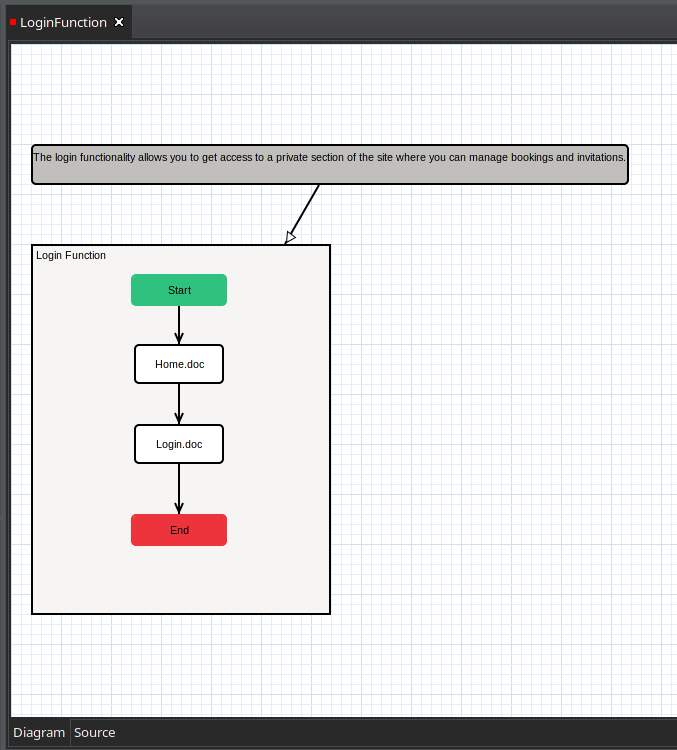 LoginFunction
The login functionality allows you to get access to a private section of the site where you can manage bookings and invitations.
Login Function
Start
Home.doc
Login.doc
End
Diagram Source